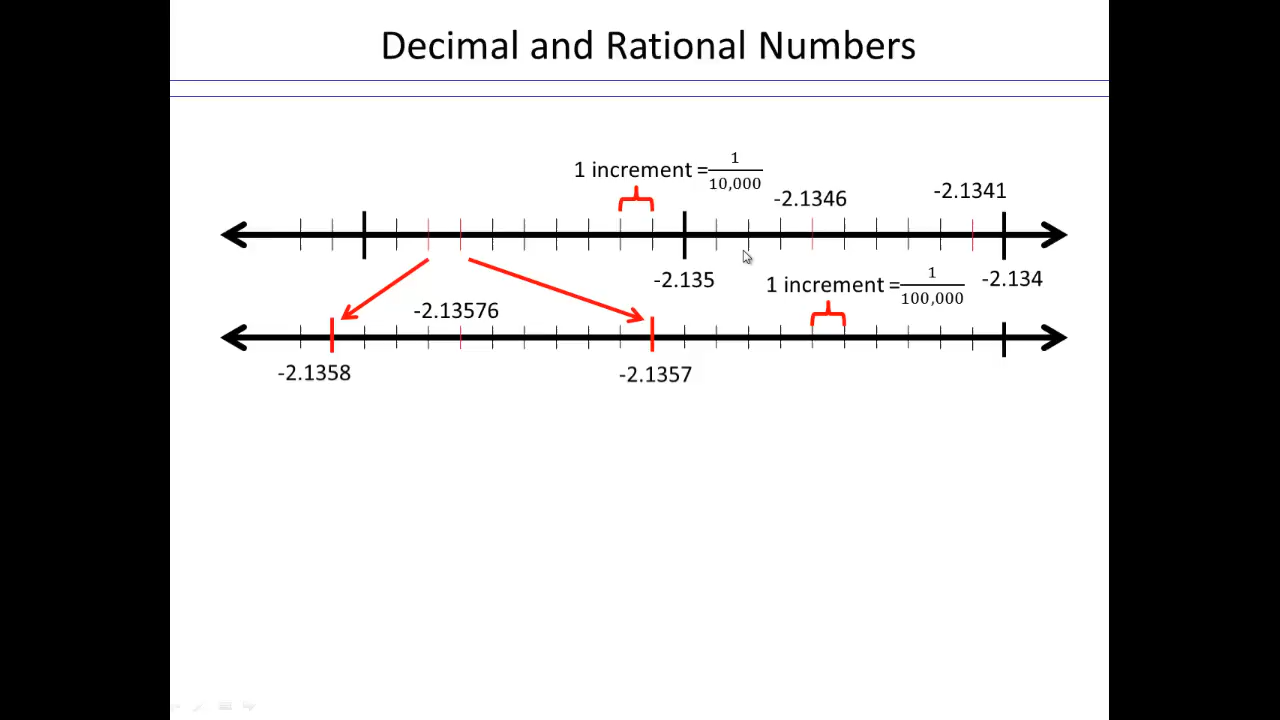 Decimal and Rational Numbers
1 increment = 1/10,000
-2.1346
-2.1341
-2.135
1 increment = 1/100,000
-2.134
-2.13576
-2.1358
-2.1357